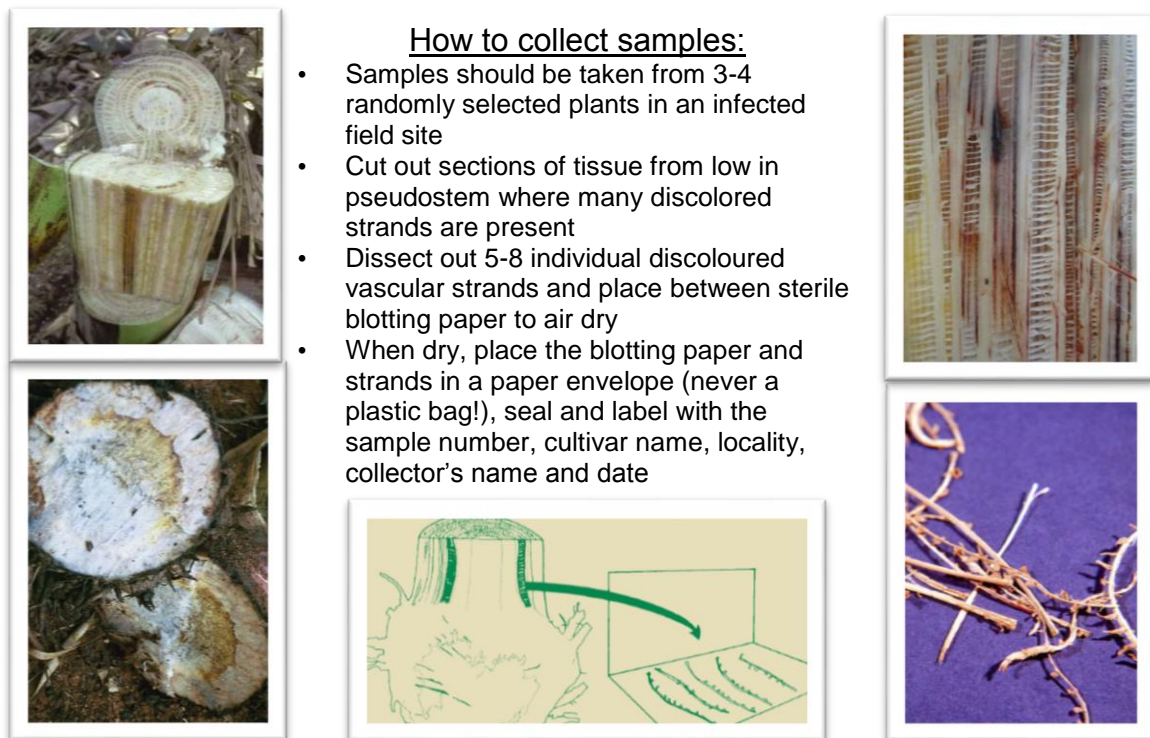 How to collect samples:
• Samples should be taken from 3-4
randomly selected plants in an infected
field site
• Cut out sections of tissue from low in
pseudostem where many discolored
strands are present
• Dissect out 5-8 individual discoloured
vascular strands and place between sterile
blotting paper to air dry
• When dry, place the blotting paper and
strands in a paper envelope (never a
plastic bag!), seal and label with the
sample number, cultivar name, locality,
collector’s name and date